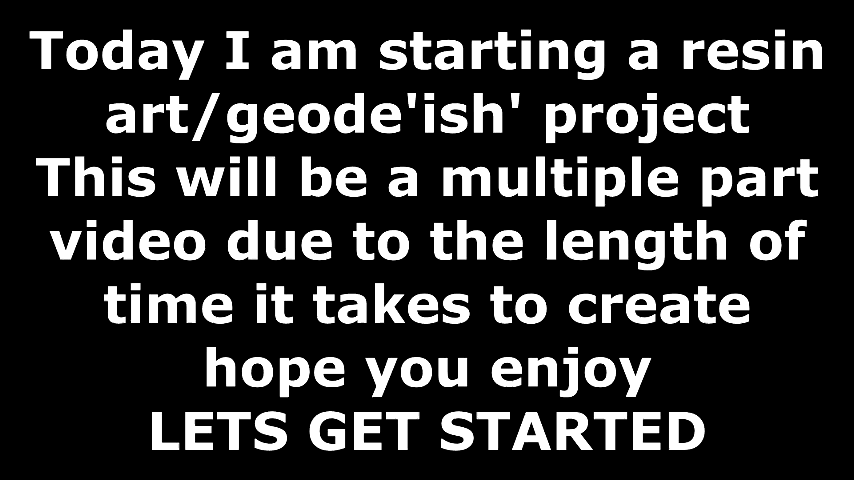 Today I am starting a resin
art/geode'ish' project
This will be a multiple part
video due to the length of
time it takes to create
hope you enjoy
LETS GET STARTED